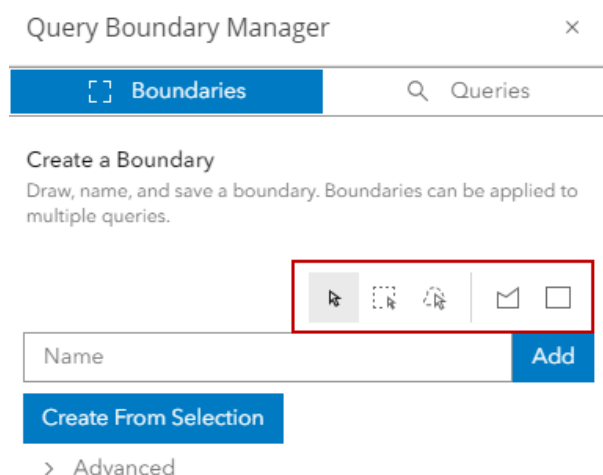 Query Boundary Manager
Boundaries
Queries
Create a Boundary
Draw, name, and save a boundary. Boundaries can be applied to
multiple queries.
Name
Add
Create From Selection
Advanced